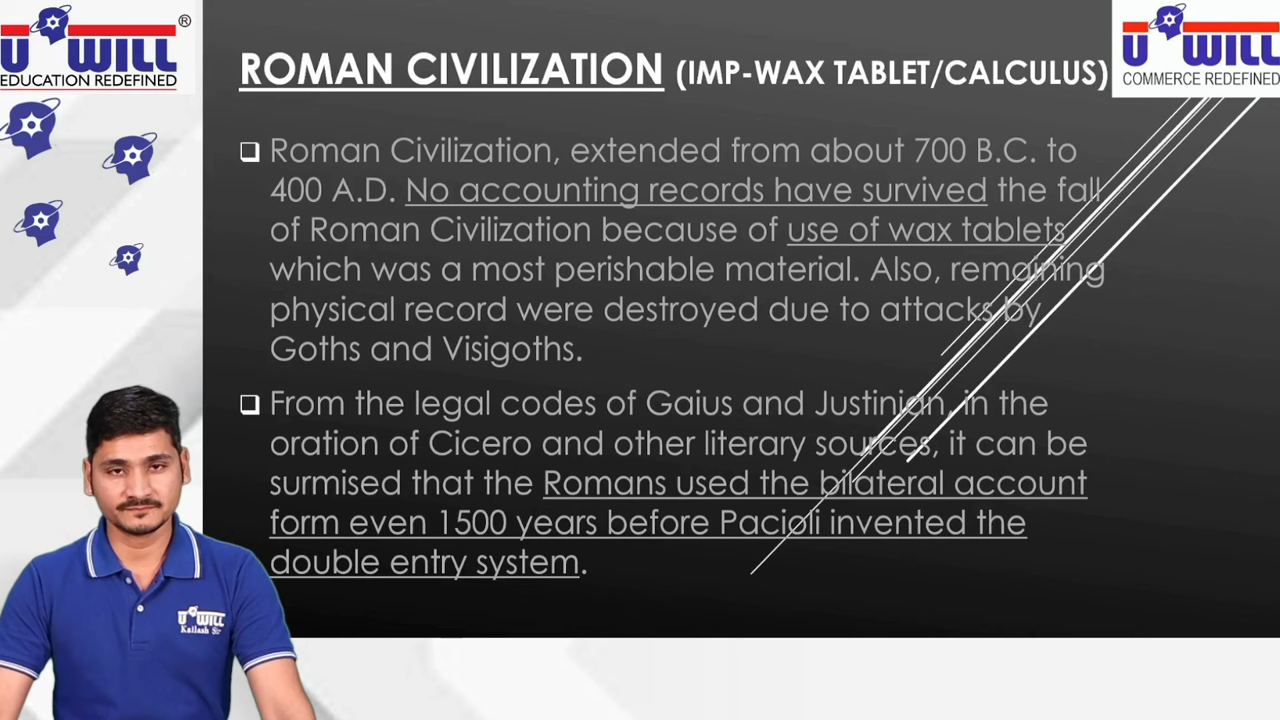 U WILL ®
EDUCATION REDEFINED
ROMAN CIVILIZATION (IMP-WAX TABLET/CALCULUS)
U WILL
COMMERCE REDEFINED
❑ Roman Civilization, extended from about 700 B.C. to
400 A.D. No accounting records have survived the fall
of Roman Civilization because of use of wax tablets
which was a most perishable material. Also, remaining
physical record were destroyed due to attacks by
Goths and Visigoths.
❑ From the legal codes of Gaius and Justinian, in the
oration of Cicero and other literary sources, it can be
surmised that the Romans used the bilateral account
form even 1500 years before Pacioli invented the
double entry system.
U WILL
Kailash Sir